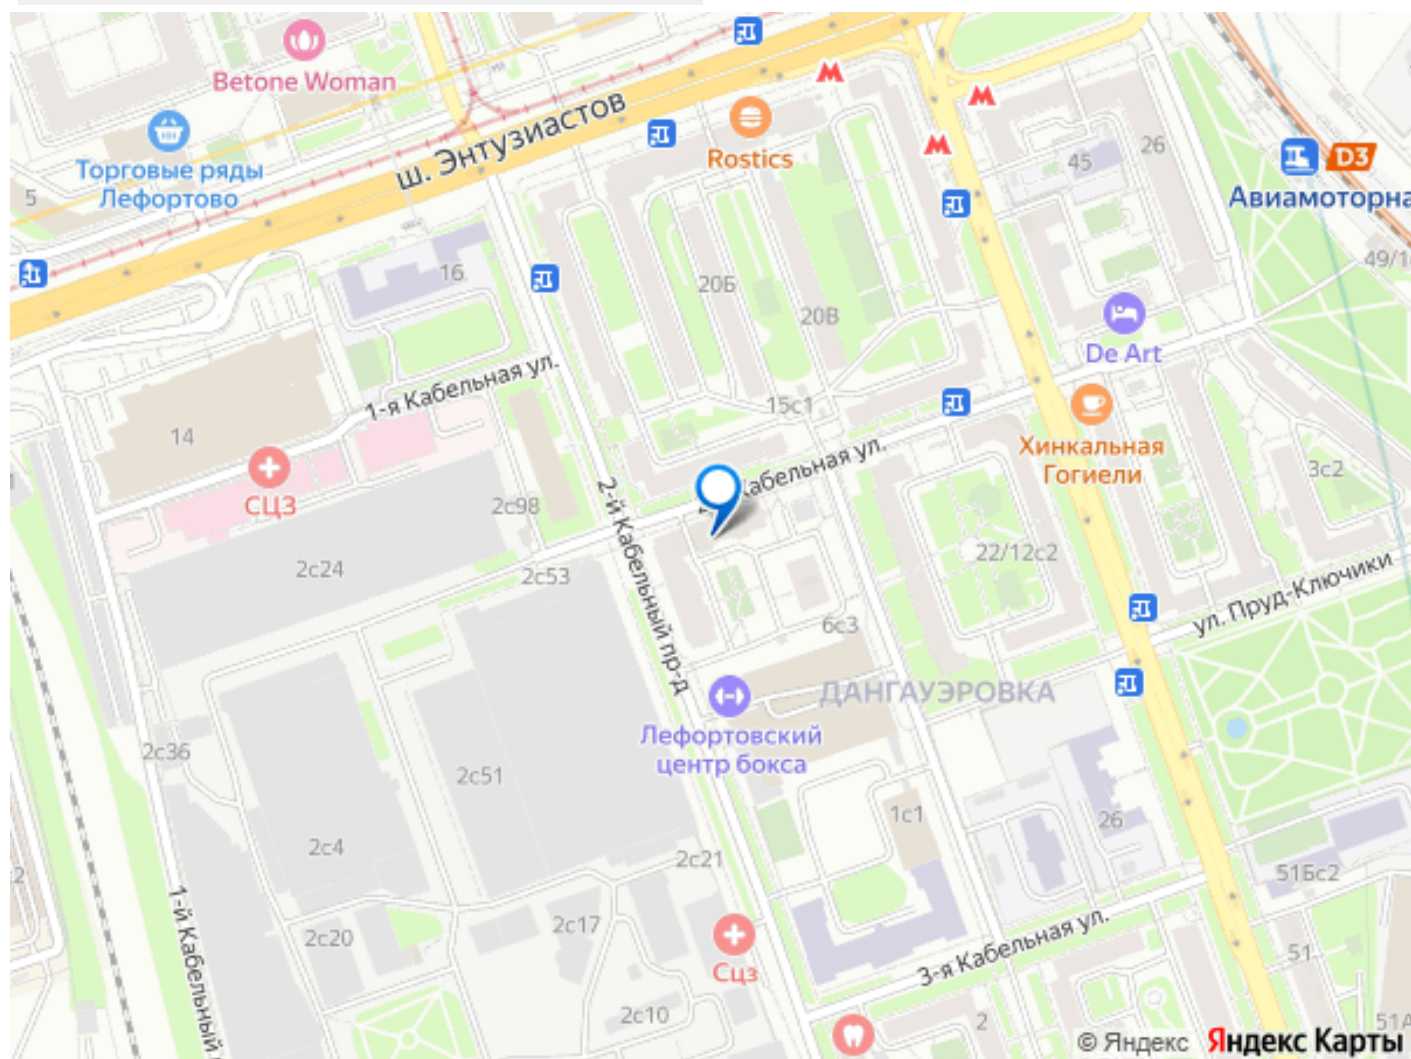 Betone Woman
Торговые ряды
Лефортово
5
ш. Энтузиастов
Rostics
45
26
D3
Авиамоторна
49/1
16
20Б
20В
De Art
1-я Кабельная ул.
15с1
14
СЦЗ
2с98
Кабельная ул.
Хинкальная
Гогиели
3с2
2с24
2с53
2-й Кабельный пр-д
22/12с2
ул. Пруд-Ключики
6с3
ДАНГАУЭРОВКА
Лефортовский
центр бокса
2с36
2с51
1с1
26
2с4
2с21
51Бс2
2
1-й Кабельный
2с20
2с17
Сцз
3-я Кабельная ул.
51
2с10
2
51А
© Яндекс Яндекс Карты